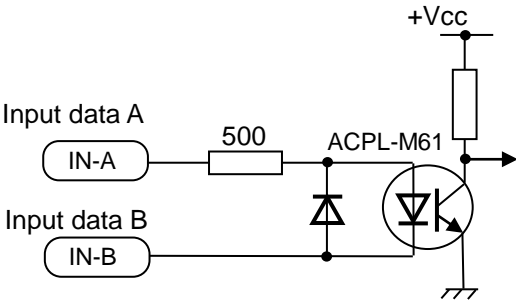 +Vcc
Input data A
500
ACPL-M61
IN-A
Input data B
IN-B